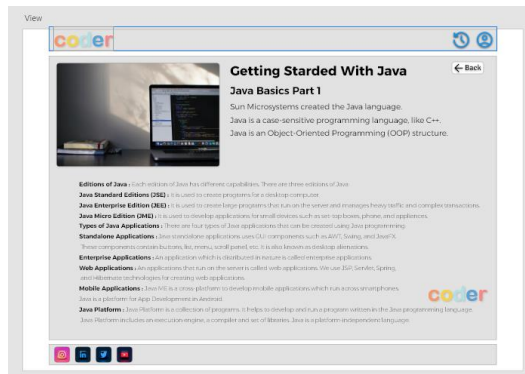 View
coder
Getting Starded With Java
← Back
Java Basics Part 1
Sun Microsystems created the Java language.
Java is a case-sensitive programming language, like C++.
Java is an Object-Oriented Programming (OOP) structure.
Editions of Java : Each edition of Java has different capabilities. There are three editions of Java
Java Standard Editions (JSE) : It is used to create programs for a desktop computer
Java Enterprise Edition (JEE) : It is used to create large programs that run on the server and manages heavy traffic and complex transactions.
Java Micro Edition (JME) : It is used to develop applications for small devices such as set-top boxes, phone, and appliances.
Types of Java Applications : There are four types of Java applications that can be created using Java programming
Standalone Applications : Java standalone applications uses GUI components such as AWT, Swing, and JavaFX.
These components contain buttons, list, menu, scroll panel, etc. It is also known as desktop alienations.
Enterprise Applications : An application which is distributed in nature is called enterprise applications.
Web Applications : An applications that run on the server is called web applications. We use JSP, Servlet, Spring,
and Hibernate technologies for creating web applications.
Mobile Applications : Java ME is a cross-platform to develop mobile applications which run across smartphones.
Java is a platform for App Development in Android
coder
Java Platform : Java Platform is a collection of programs. It helps to develop and run a program written in the Java programming language.
Java Platform includes an execution engine, a compiler and set of libraries. Java is a platform-independent language